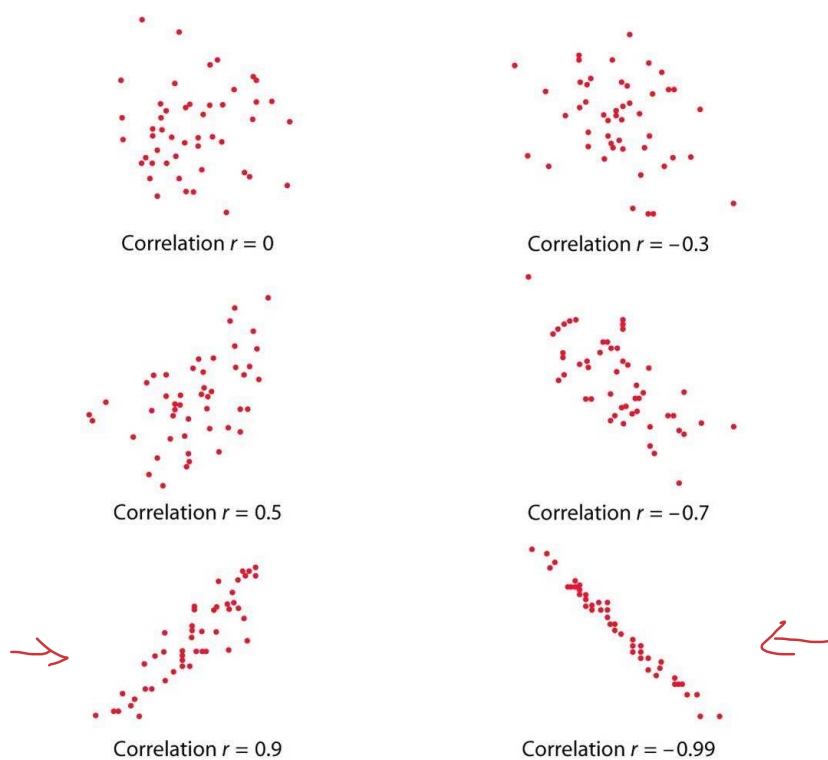 Correlation r = 0
Correlation r = –0.3
Correlation r = 0.5
Correlation r = –0.7
Correlation r = 0.9
Correlation r = –0.99